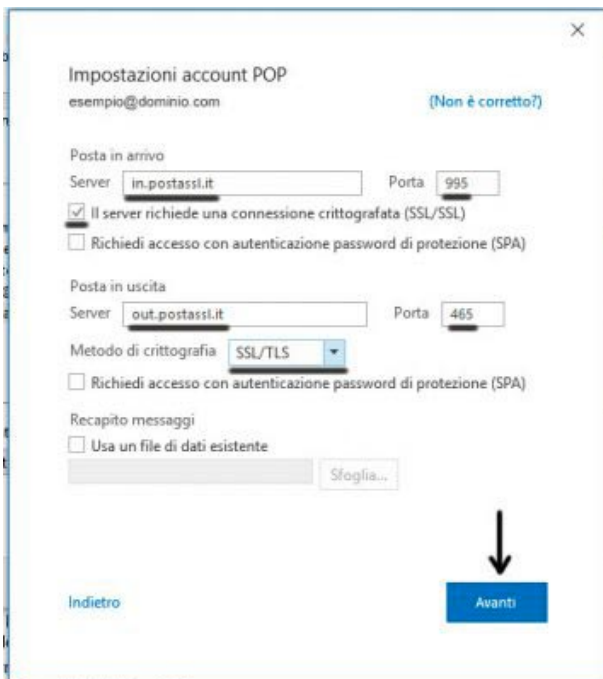 Impostazioni account POP
esempio@dominio.com (Non è corretto?)
Posta in arrivo
Server in.postassl.it Porta 995
Il server richiede una connessione crittografata (SSL/SSL)
Richiedi accesso con autenticazione password di protezione (SPA)
Posta in uscita
Server out.postassl.it Porta 465
Metodo di crittografia SSL/TLS
Richiedi accesso con autenticazione password di protezione (SPA)
Recapito messaggi
Usa un file di dati esistente
Sfoglia...
Indietro Avanti